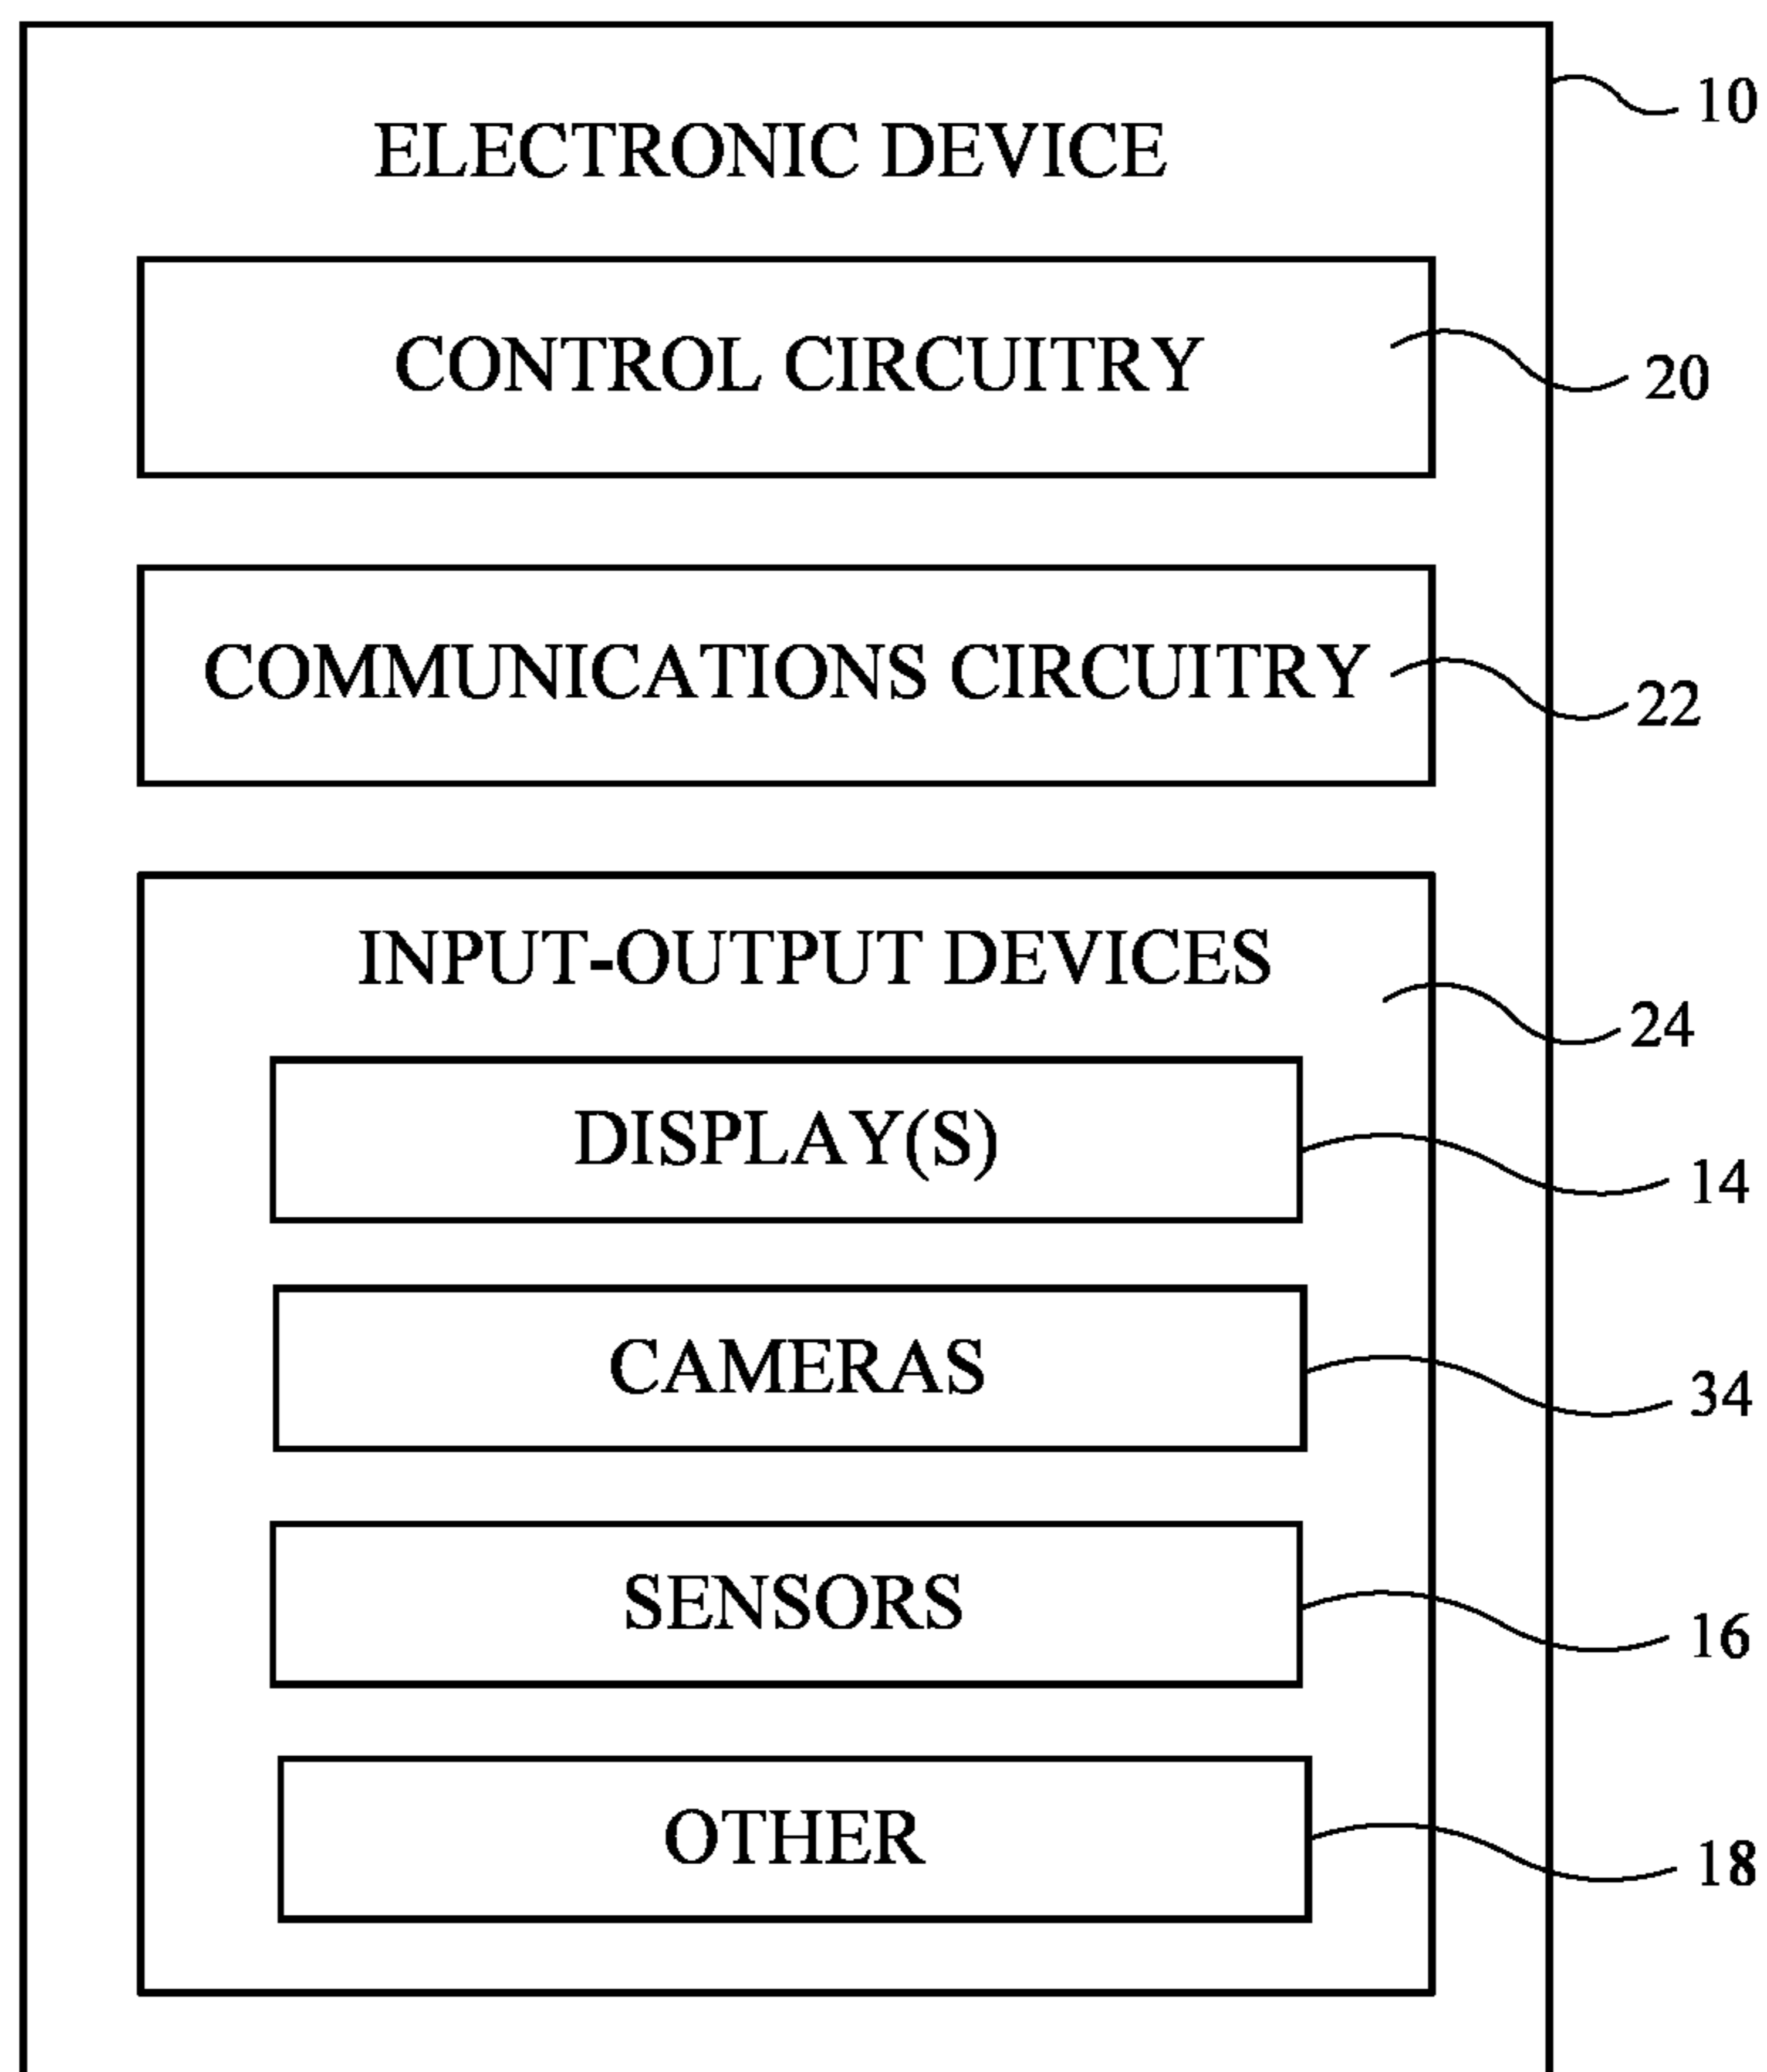 ELECTRONIC DEVICE
10
CONTROL CIRCUITRY
20
COMMUNICATIONS CIRCUITRY
22
INPUT-OUTPUT DEVICES
24
DISPLAY(S)
14
CAMERAS
34
SENSORS
16
OTHER
18